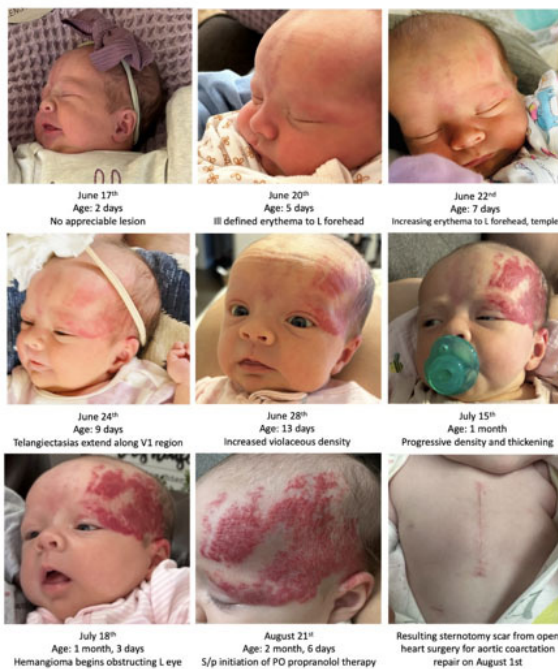 June 17th
Age: 2 days
No appreciable lesion
June 20th
Age: 5 days
Ill defined erythema to L forehead
June 22nd
Age: 7 days
Increasing erythema to L forehead, temple
June 24th
Age: 9 days
Telangiectasias extend along V1 region
June 28th
Age: 13 days
Increased violaceous density
July 15th
Age: 1 month
Progressive density and thickening
July 18th
Age: 1 month, 3 days
Hemangioma begins obstructing L eye
August 21st
Age: 2 month, 6 days
S/p initiation of PO propranolol therapy
Resulting sternotomy scar from open
heart surgery for aortic coarctation
repair on August 1st